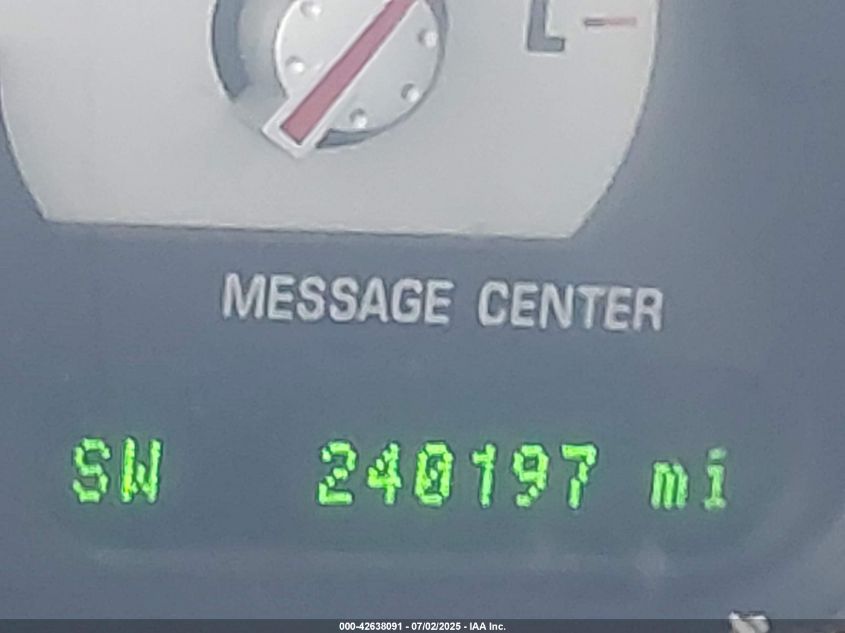 L
MESSAGE CENTER
SW 240197 mi
000-42638091 - 07/02/2025 - IAA Inc.